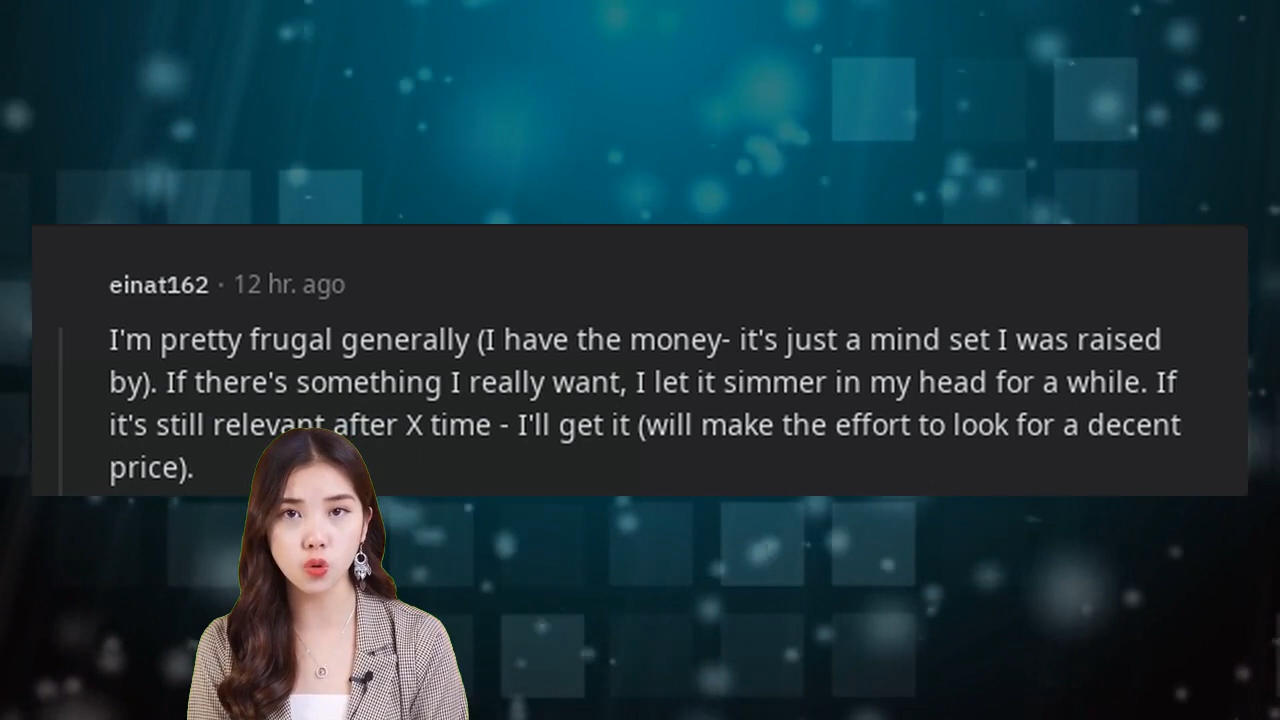 einat162 · 12 hr. ago
I'm pretty frugal generally (I have the money- it's just a mind set I was raised
by). If there's something I really want, I let it simmer in my head for a while. If
it's still relevant after X time - I'll get it (will make the effort to look for a decent
price).